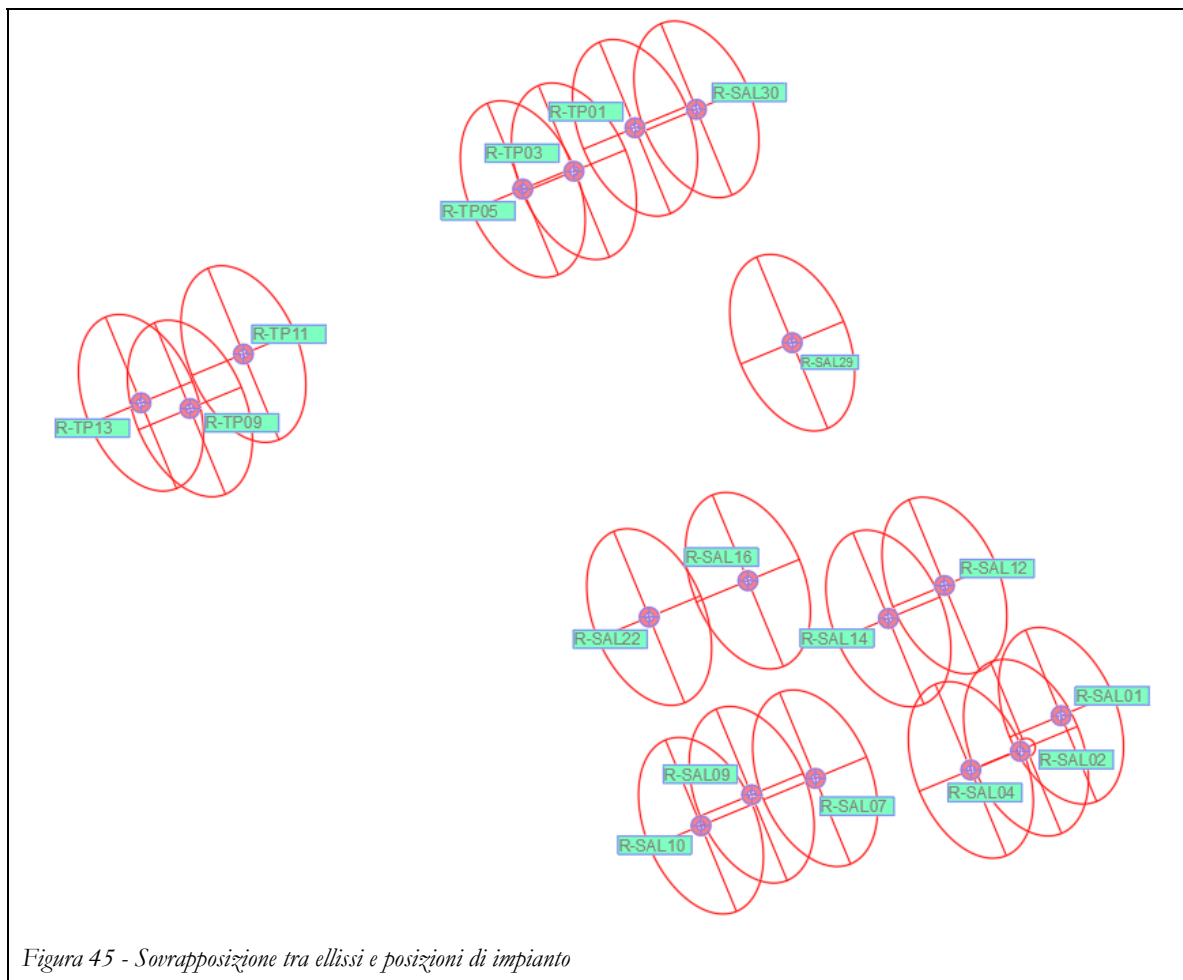 R-SAL30
R-TP01
R-TP03
R-TP05
R-TP11
R-SAL29
R-TP13
R-TP09
R-SAL16
R-SAL12
R-SAL22
R-SAL14
R-SAL01
R-SAL02
R-SAL09
R-SAL04
R-SAL07
R-SAL10
Figura 45 - Sovrapposizione tra ellissi e posizioni di impianto